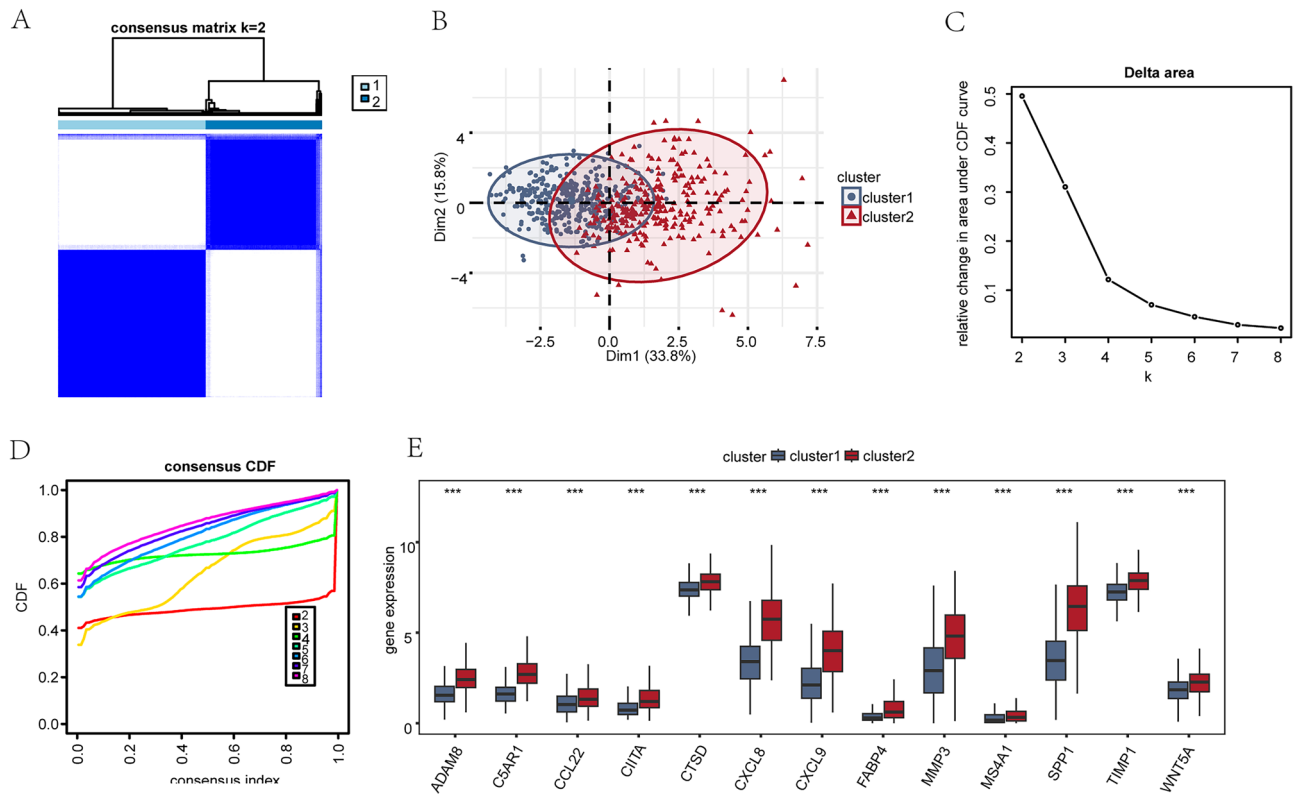 A
consensus matrix k=2
1
2
B
4
0
−4
Dim2 (15.8%)
−2.5
0.0
2.5
5.0
7.5
Dim1 (33.8%)
cluster
cluster1
cluster2
C
Delta area
relative change in area under CDF curve
0.5
0.4
0.3
0.2
0.1
2 3 4 5 6 7 8
k
D
consensus CDF
CDF
1.0
0.8
0.6
0.4
0.2
0.0
2
3
4
5
6
7
8
0.0 0.2 0.4 0.6 0.8 1.0
consensus index
E
cluster cluster1 cluster2
*** *** *** *** *** *** *** *** *** *** *** *** ***
gene expression
10
5
0
ADAM8 C5AR1 CCL22 CIITA CTSD CXCL8 CXCL9 FABP4 MMP3 MS4A1 SPP1 TIMP1 WNT5A